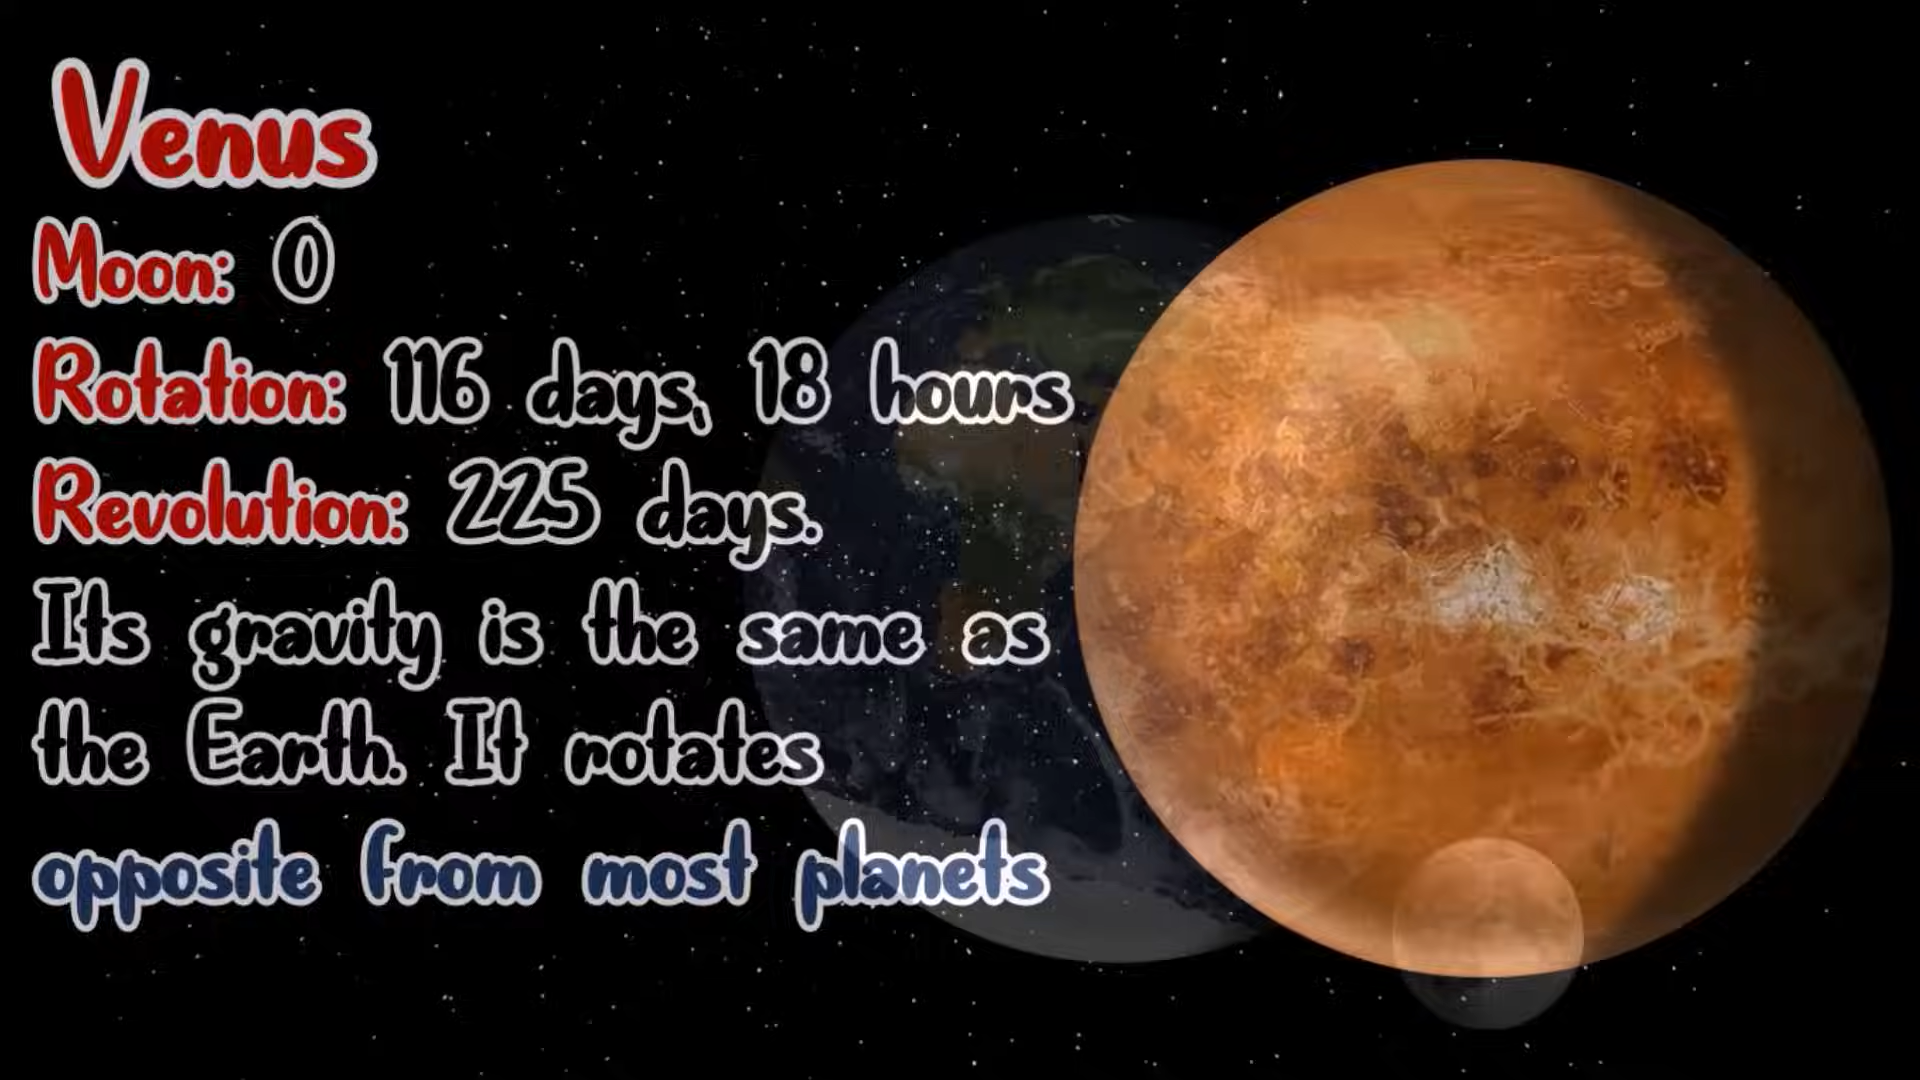 Venus
Moon: 0
Rotation: 116 days, 18 hours
Revolution: 225 days.
Its gravity is the same as
the Earth. It rotates
opposite from most planets